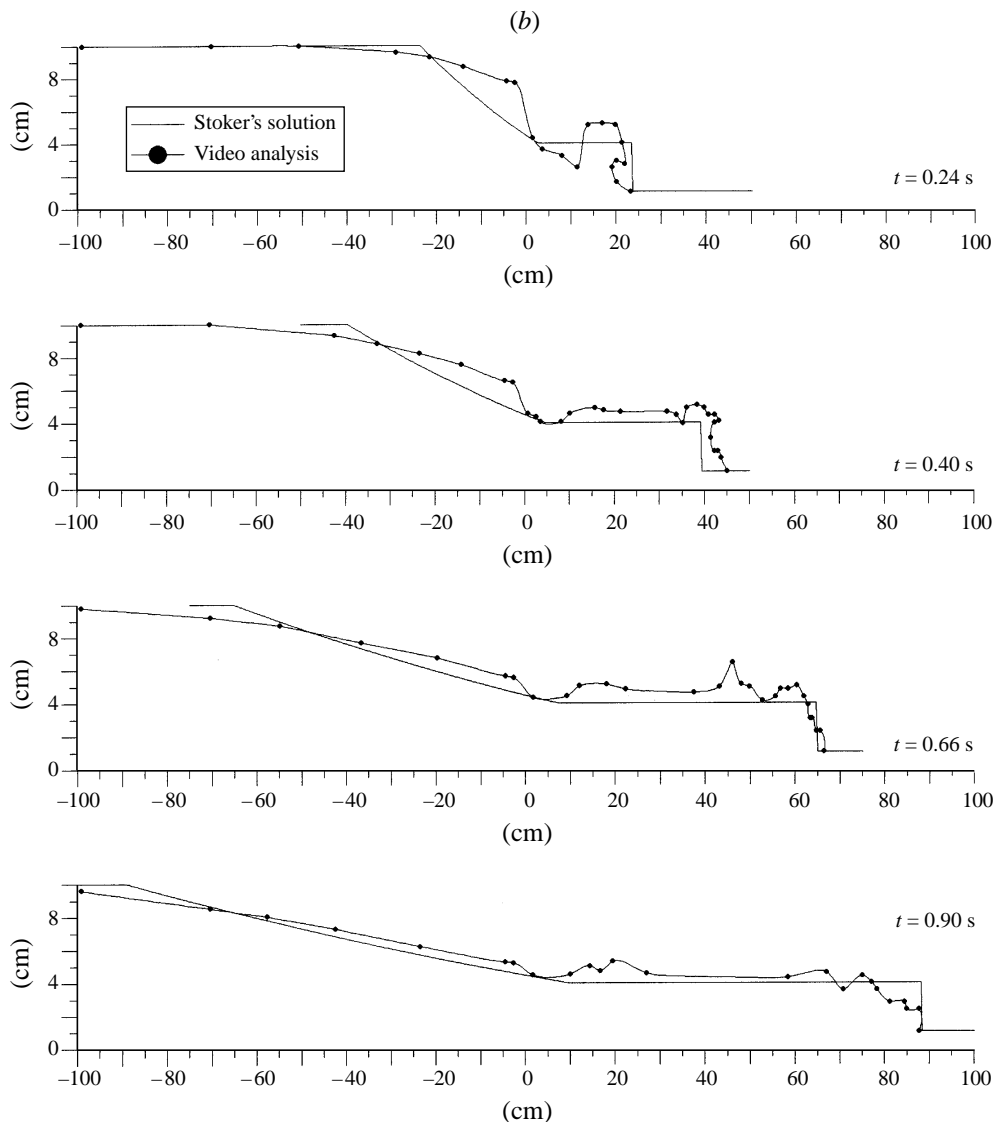 (b)
8
4
0
(cm)
Stoker's solution
Video analysis
t = 0.24 s
–100 –80 –60 –40 –20 0 20 40 60 80 100
(cm)
8
4
0
(cm)
t = 0.40 s
–100 –80 –60 –40 –20 0 20 40 60 80 100
(cm)
8
4
0
(cm)
t = 0.66 s
–100 –80 –60 –40 –20 0 20 40 60 80 100
(cm)
8
4
0
(cm)
t = 0.90 s
–100 –80 –60 –40 –20 0 20 40 60 80 100
(cm)